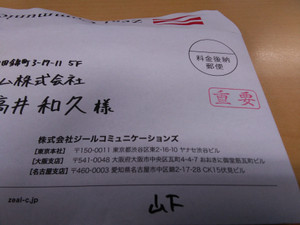 Zeal Communications
田錦町3-17-11 5F
ム株式会社
高井 和久 様
料金後納
郵便
重要
株式会社ジールコミュニケーションズ
【東京本社】 〒150-0011 東京都渋谷区東2-16-10 ヤナセ渋谷ビル
【大阪支店】 〒541-0048 大阪府大阪市中央区瓦町4-4-7 おおきに御堂筋瓦町ビル
【名古屋支店】 〒460-0003 愛知県名古屋市中区錦2-17-28 CK15伏見ビル
zeal-c.jp
山下